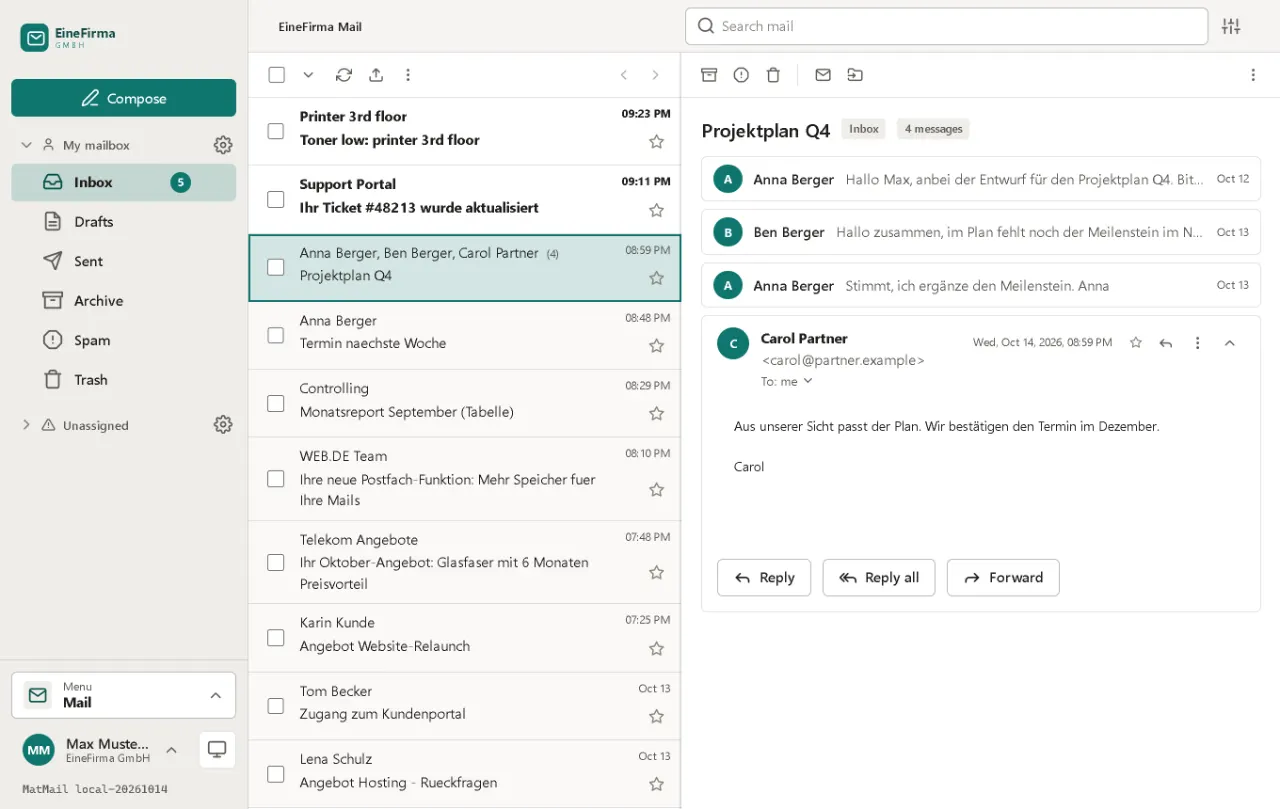 EineFirma
GMBH
Compose
My mailbox
Inbox 5
Drafts
Sent
Archive
Spam
Trash
Unassigned
Menu
Mail
MM
Max Muste...
EineFirma GmbH
MatMail local-20261014
EineFirma Mail
Search mail
Printer 3rd floor 09:23 PM
Toner low: printer 3rd floor
Support Portal 09:11 PM
Ihr Ticket #48213 wurde aktualisiert
Anna Berger, Ben Berger, Carol Partner (4) 08:59 PM
Projektplan Q4
Anna Berger 08:48 PM
Termin naechste Woche
Controlling 08:29 PM
Monatsreport September (Tabelle)
WEB.DE Team 08:10 PM
Ihre neue Postfach-Funktion: Mehr Speicher fuer
Ihre Mails
Telekom Angebote 07:48 PM
Ihr Oktober-Angebot: Glasfaser mit 6 Monaten
Preisvorteil
Karin Kunde 07:25 PM
Angebot Website-Relaunch
Tom Becker Oct 13
Zugang zum Kundenportal
Lena Schulz Oct 13
Angebot Hosting - Rueckfragen
Projektplan Q4 Inbox 4 messages
A Anna Berger Hallo Max, anbei der Entwurf für den Projektplan Q4. Bit... Oct 12
B Ben Berger Hallo zusammen, im Plan fehlt noch der Meilenstein im N... Oct 13
A Anna Berger Stimmt, ich ergänze den Meilenstein. Anna Oct 13
C Carol Partner Wed, Oct 14, 2026, 08:59 PM
<carol@partner.example>
To: me
Aus unserer Sicht passt der Plan. Wir bestätigen den Termin im Dezember.
Carol
Reply Reply all Forward